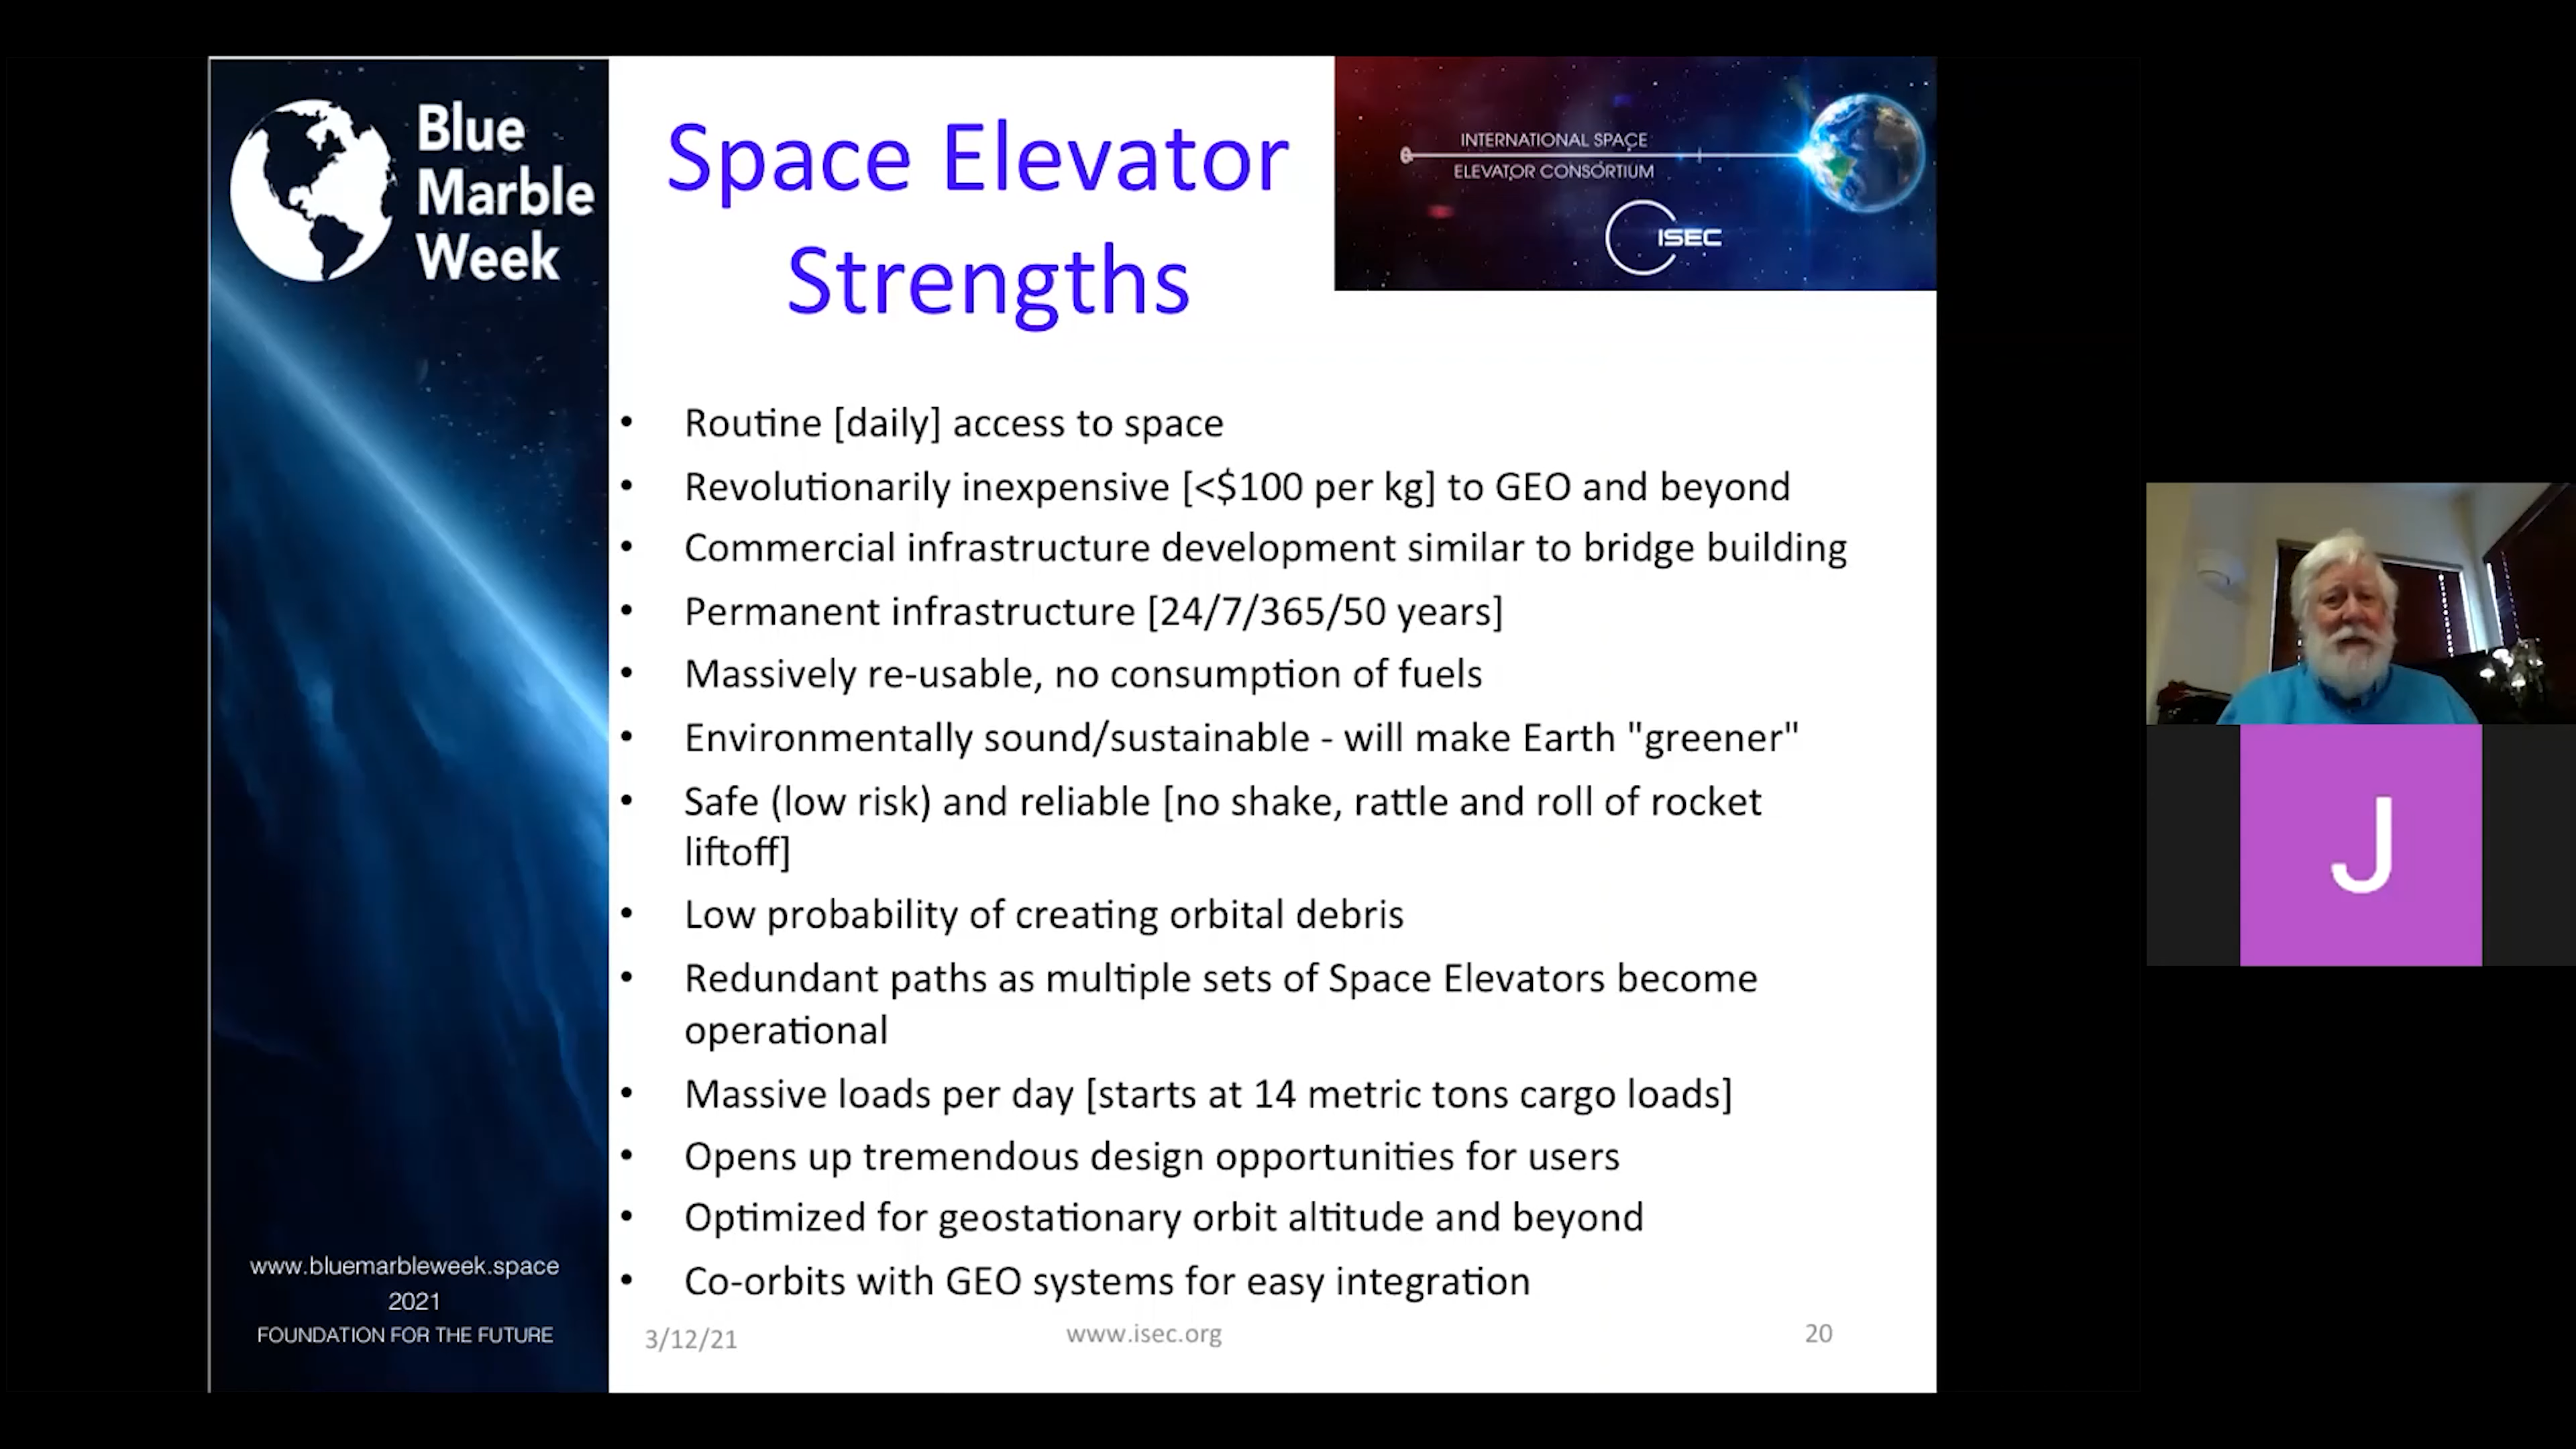 Blue
Marble
Week
Space Elevator
Strengths
INTERNATIONAL SPACE
ELEVATOR CONSORTIUM
ISEC
• Routine [daily] access to space
• Revolutionarily inexpensive [<$100 per kg] to GEO and beyond
• Commercial infrastructure development similar to bridge building
• Permanent infrastructure [24/7/365/50 years]
• Massively re-usable, no consumption of fuels
• Environmentally sound/sustainable - will make Earth "greener"
• Safe (low risk) and reliable [no shake, rattle and roll of rocket
liftoff]
• Low probability of creating orbital debris
• Redundant paths as multiple sets of Space Elevators become
operational
• Massive loads per day [starts at 14 metric tons cargo loads]
• Opens up tremendous design opportunities for users
• Optimized for geostationary orbit altitude and beyond
• Co-orbits with GEO systems for easy integration
www.bluemarbleweek.space
2021
FOUNDATION FOR THE FUTURE
3/12/21
www.isec.org
20
J